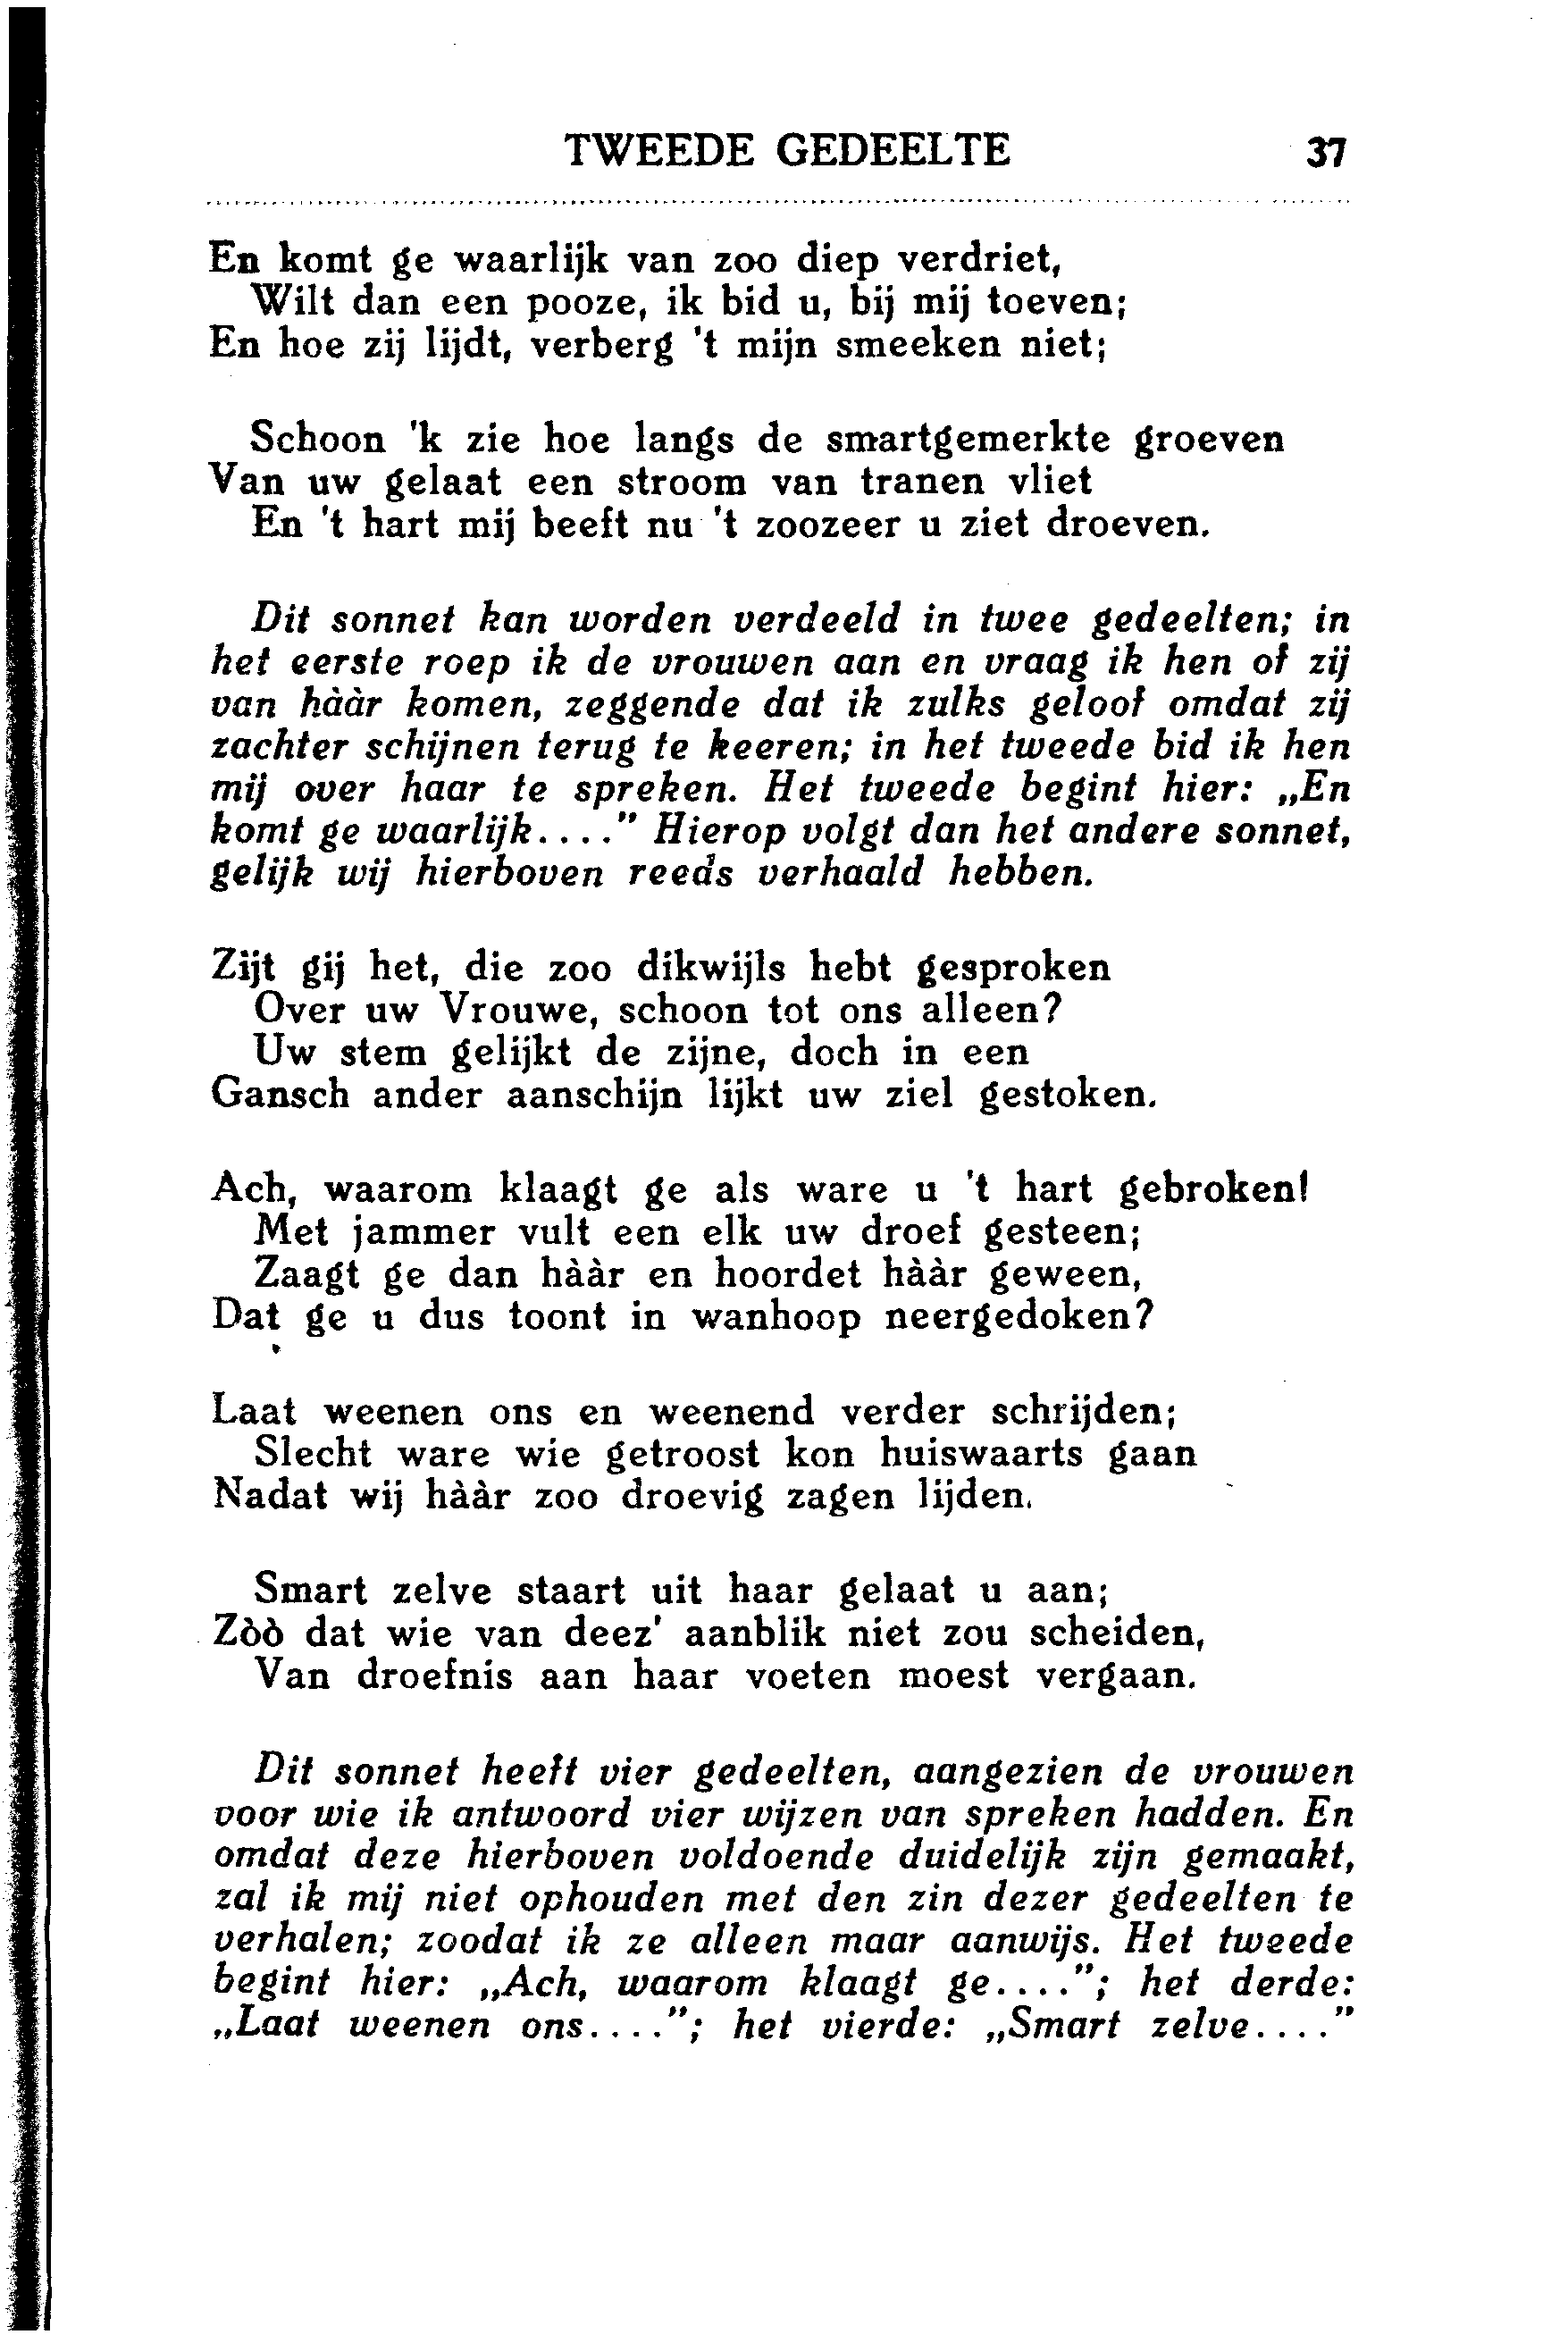 TWEEDE GEDEELTE 37
En komt ge waarlijk van zoo diep verdriet,
Wilt dan een pooze, ik bid u, bij mij toeven;
En hoe zij lijdt, verberg 't mijn smeeken niet;
Schoon 'k zie hoe langs de smartgemerkte groeven
Van uw gelaat een stroom van tranen vliet
En 't hart mij beeft nu 't zoozeer u ziet droeven.
Dit sonnet kan worden verdeeld in twee gedeelten; in
het eerste roep ik de vrouwen aan en vraag ik hen of zij
van hààr komen, zeggende dat ik zulks geloof omdat zij
zachter schijnen terug te keeren; in het tweede bid ik hen
mij over haar te spreken. Het tweede begint hier: „En
komt ge waarlijk...." Hierop volgt dan het andere sonnet,
gelijk wij hierboven reeds verhaald hebben.
Zijt gij het, die zoo dikwijls hebt gesproken
Over uw Vrouwe, schoon tot ons alleen?
Uw stem gelijkt de zijne, doch in een
Gansch ander aanschijn lijkt uw ziel gestoken.
Ach, waarom klaagt ge als ware u 't hart gebroken!
Met jammer vult een elk uw droef gesteen;
Zaagt ge dan hààr en hoordet hààr geween,
Dat ge u dus toont in wanhoop neergedoken?
Laat weenen ons en weenend verder schrijden;
Slecht ware wie getroost kon huiswaarts gaan
Nadat wij hààr zoo droevig zagen lijden.
Smart zelve staart uit haar gelaat u aan;
Zòò dat wie van deez' aanblik niet zou scheiden,
Van droefnis aan haar voeten moest vergaan.
Dit sonnet heeft vier gedeelten, aangezien de vrouwen
voor wie ik antwoord vier wijzen van spreken hadden. En
omdat deze hierboven voldoende duidelijk zijn gemaakt,
zal ik mij niet ophouden met den zin dezer gedeelten te
verhalen; zoodat ik ze alleen maar aanwijs. Het tweede
begint hier: „Ach, waarom klaagt ge...."; het derde:
„Laat weenen ons...."; het vierde: „Smart zelve...."